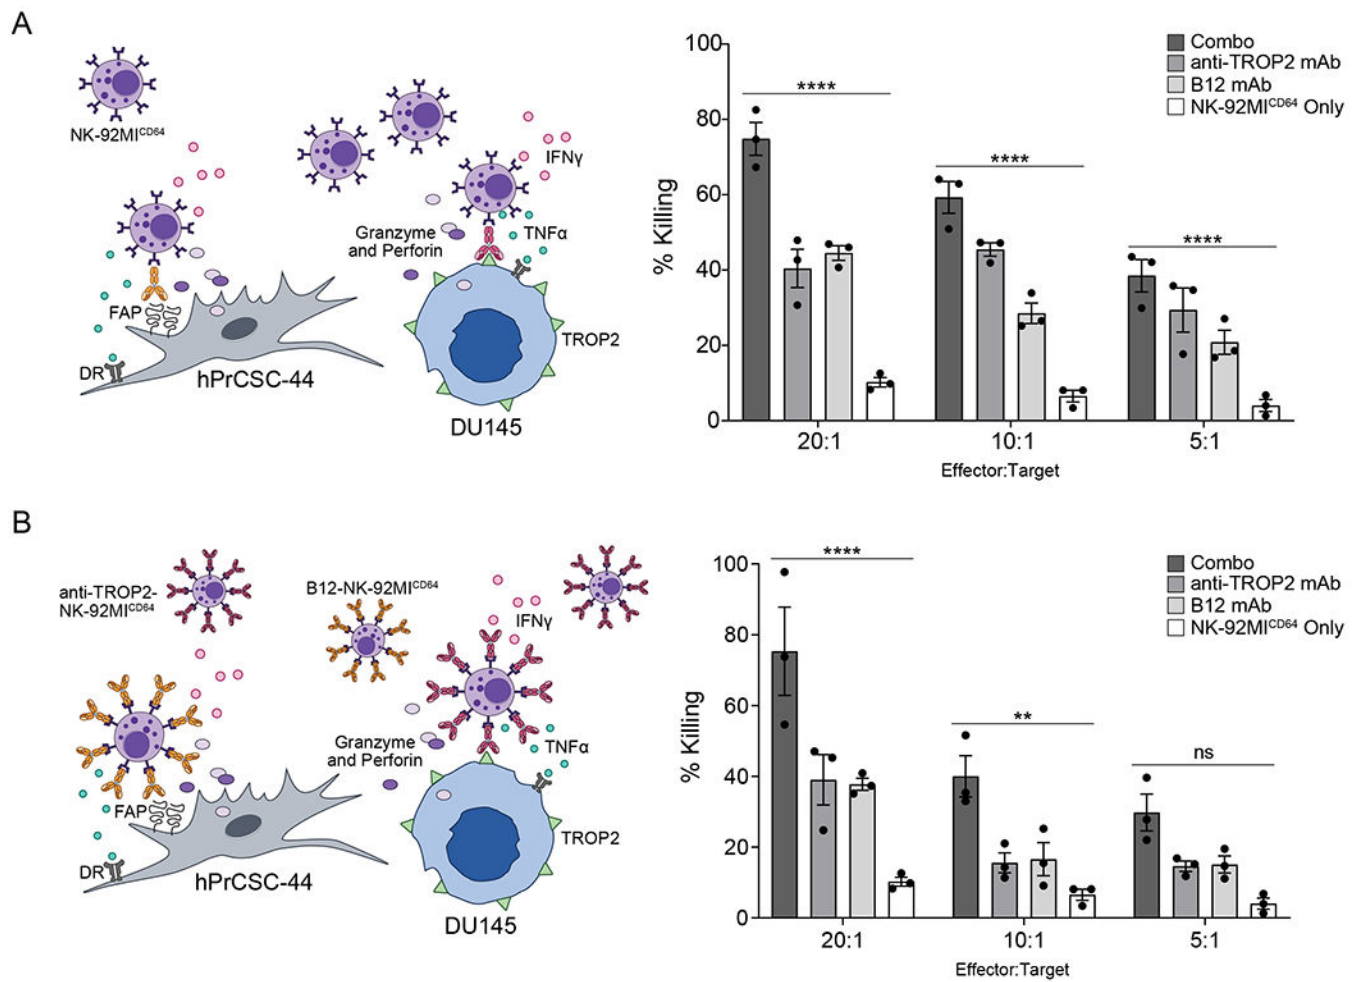 A
NK-92MI^CD64
IFNγ
Granzyme
and Perforin
TNFα
FAP
TROP2
DR
hPrCSC-44
DU145
% Killing
100
80
60
40
20
0
****
****
****
Combo
anti-TROP2 mAb
B12 mAb
NK-92MI^CD64 Only
20:1
10:1
5:1
Effector:Target
B
anti-TROP2-
NK-92MI^CD64
B12-NK-92MI^CD64
IFNγ
Granzyme
and Perforin
TNFα
FAP
TROP2
DR
hPrCSC-44
DU145
% Killing
100
80
60
40
20
0
****
**
ns
Combo
anti-TROP2 mAb
B12 mAb
NK-92MI^CD64 Only
20:1
10:1
5:1
Effector:Target